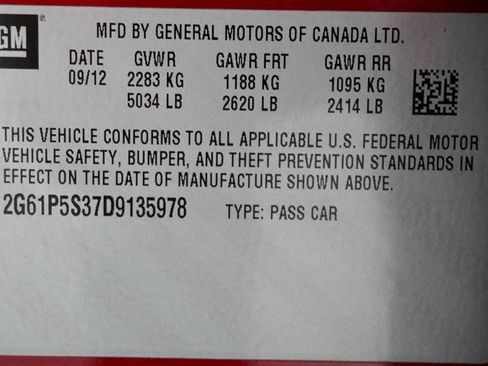 GM
MFD BY GENERAL MOTORS OF CANADA LTD.
DATE GVWR GAWR FRT GAWR RR
09/12 2283 KG 1188 KG 1095 KG
5034 LB 2620 LB 2414 LB
THIS VEHICLE CONFORMS TO ALL APPLICABLE U.S. FEDERAL MOTOR
VEHICLE SAFETY, BUMPER, AND THEFT PREVENTION STANDARDS IN
EFFECT ON THE DATE OF MANUFACTURE SHOWN ABOVE.
2G61P5S37D9135978 TYPE: PASS CAR